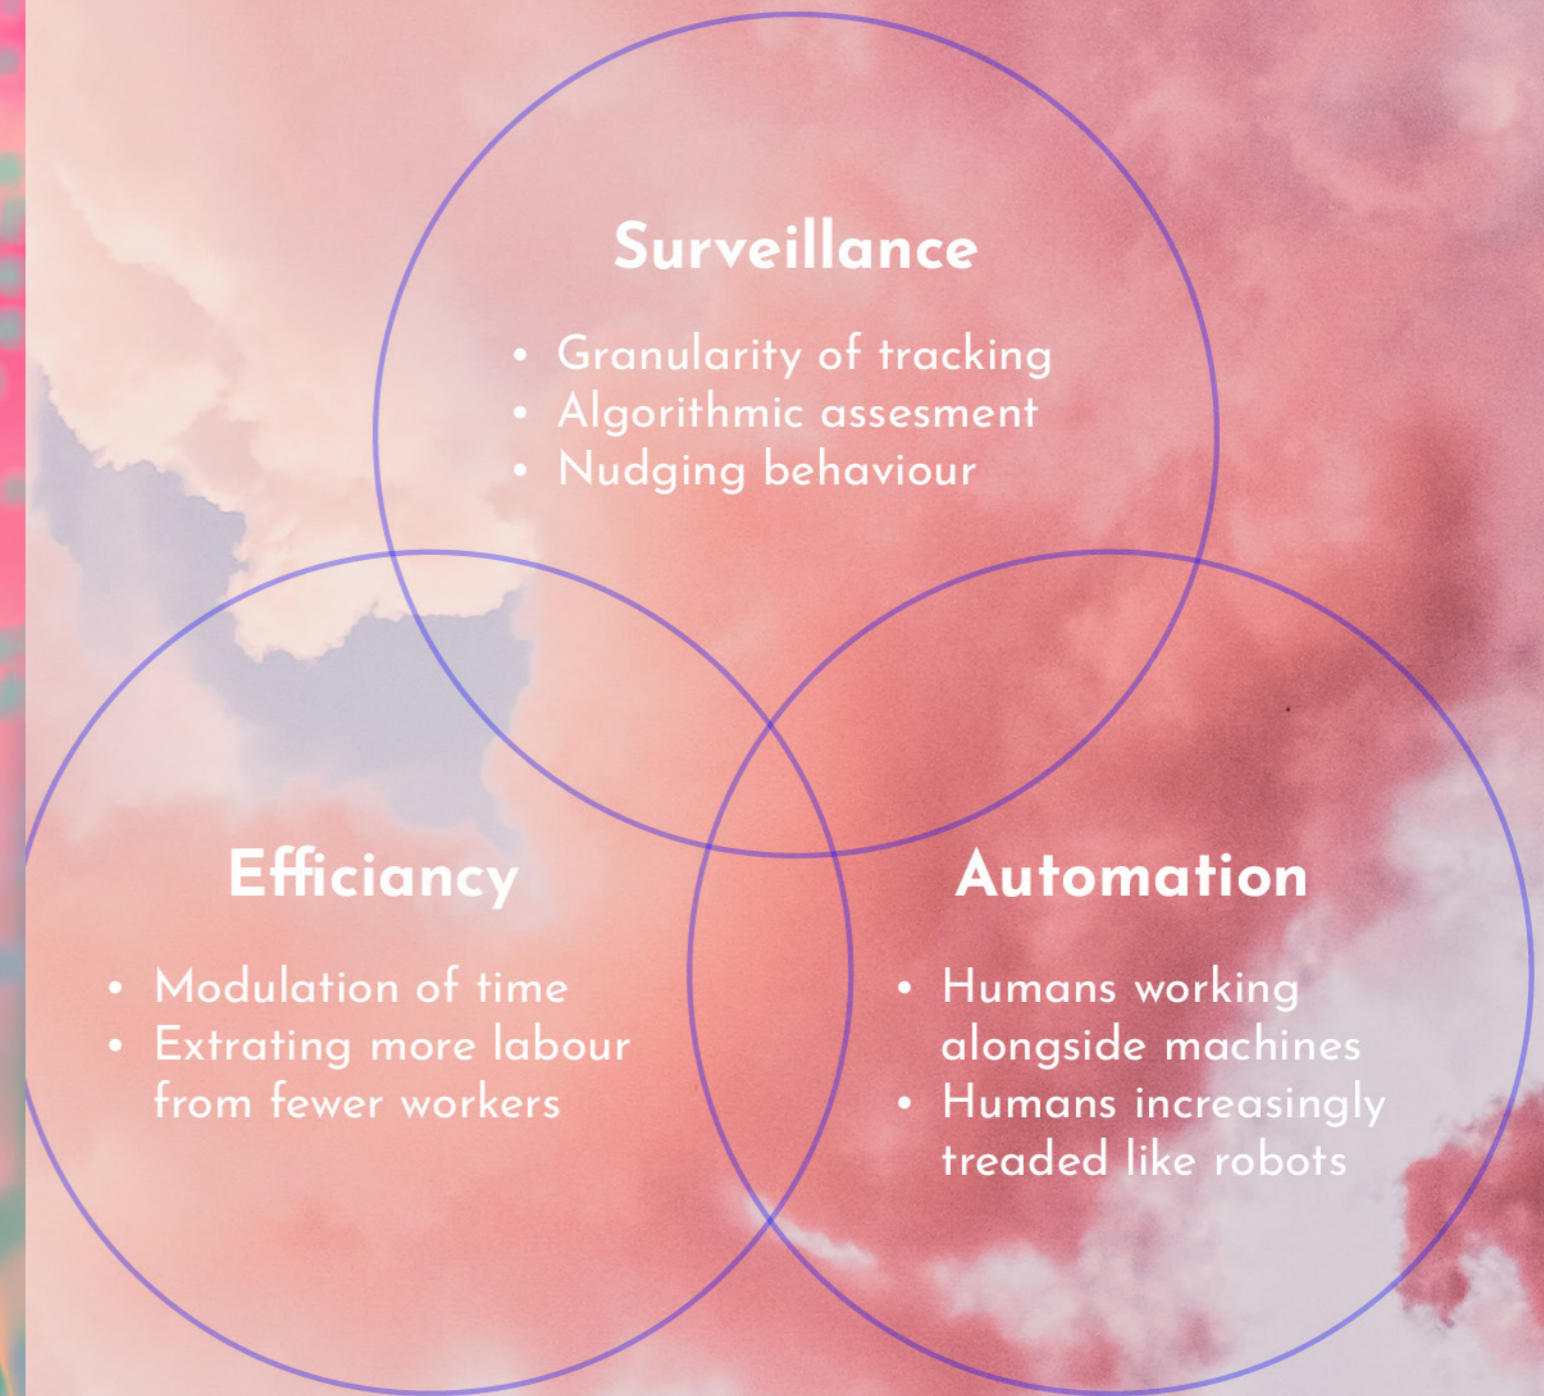 Surveillance
• Granularity of tracking
• Algorithmic assesment
• Nudging behaviour
Efficiancy
• Modulation of time
• Extrating more labour
from fewer workers
Automation
• Humans working
alongside machines
• Humans increasingly
treaded like robots